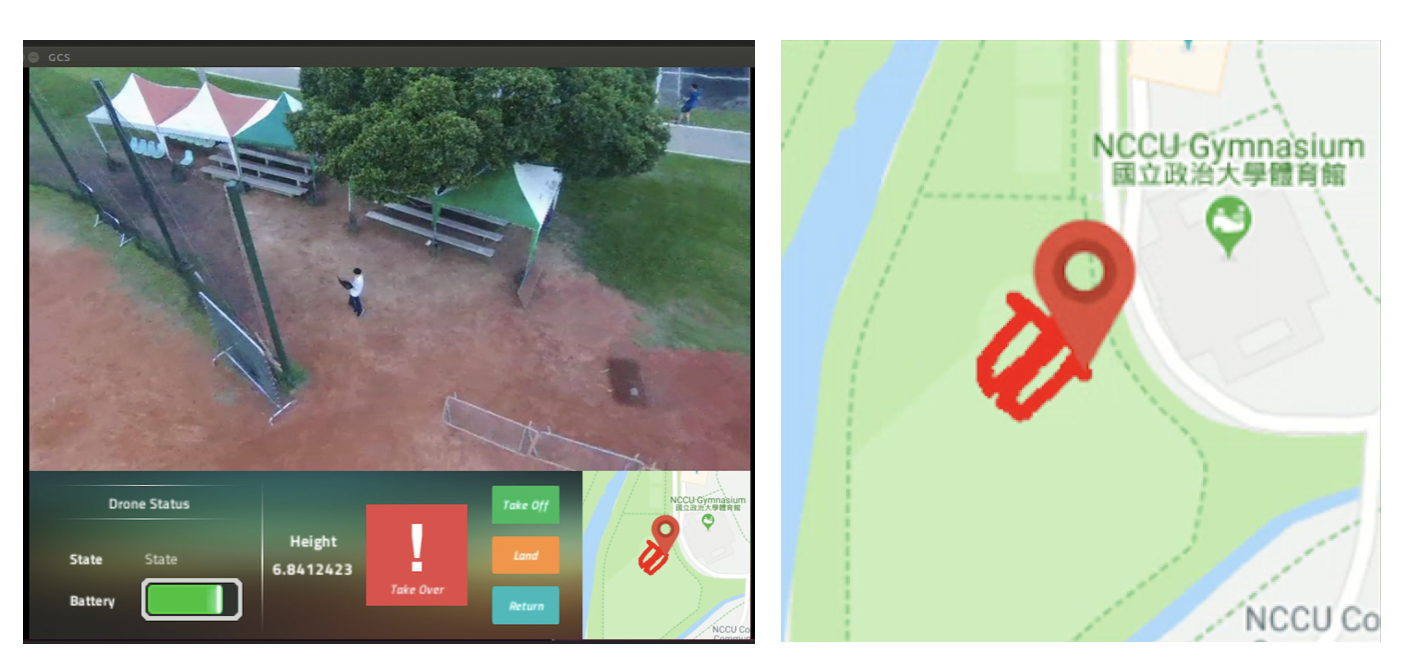 GCS
Drone Status
State State
Battery
Height
6.8412423
!
Take Over
Take Off
Land
Return
NCCU Gymnasium
國立政治大學體育館
NCCU Co
NCCU Gymnasium
國立政治大學體育館
NCCU Co